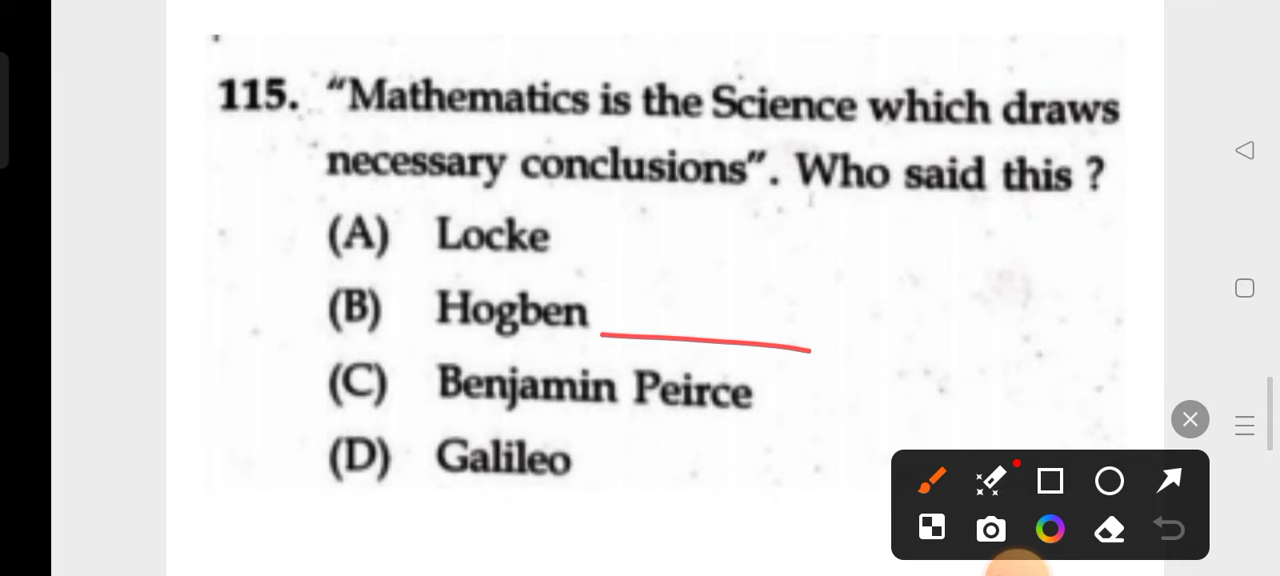 115. "Mathematics is the Science which draws
necessary conclusions". Who said this ?
(A) Locke
(B) Hogben
(C) Benjamin Peirce
(D) Galileo